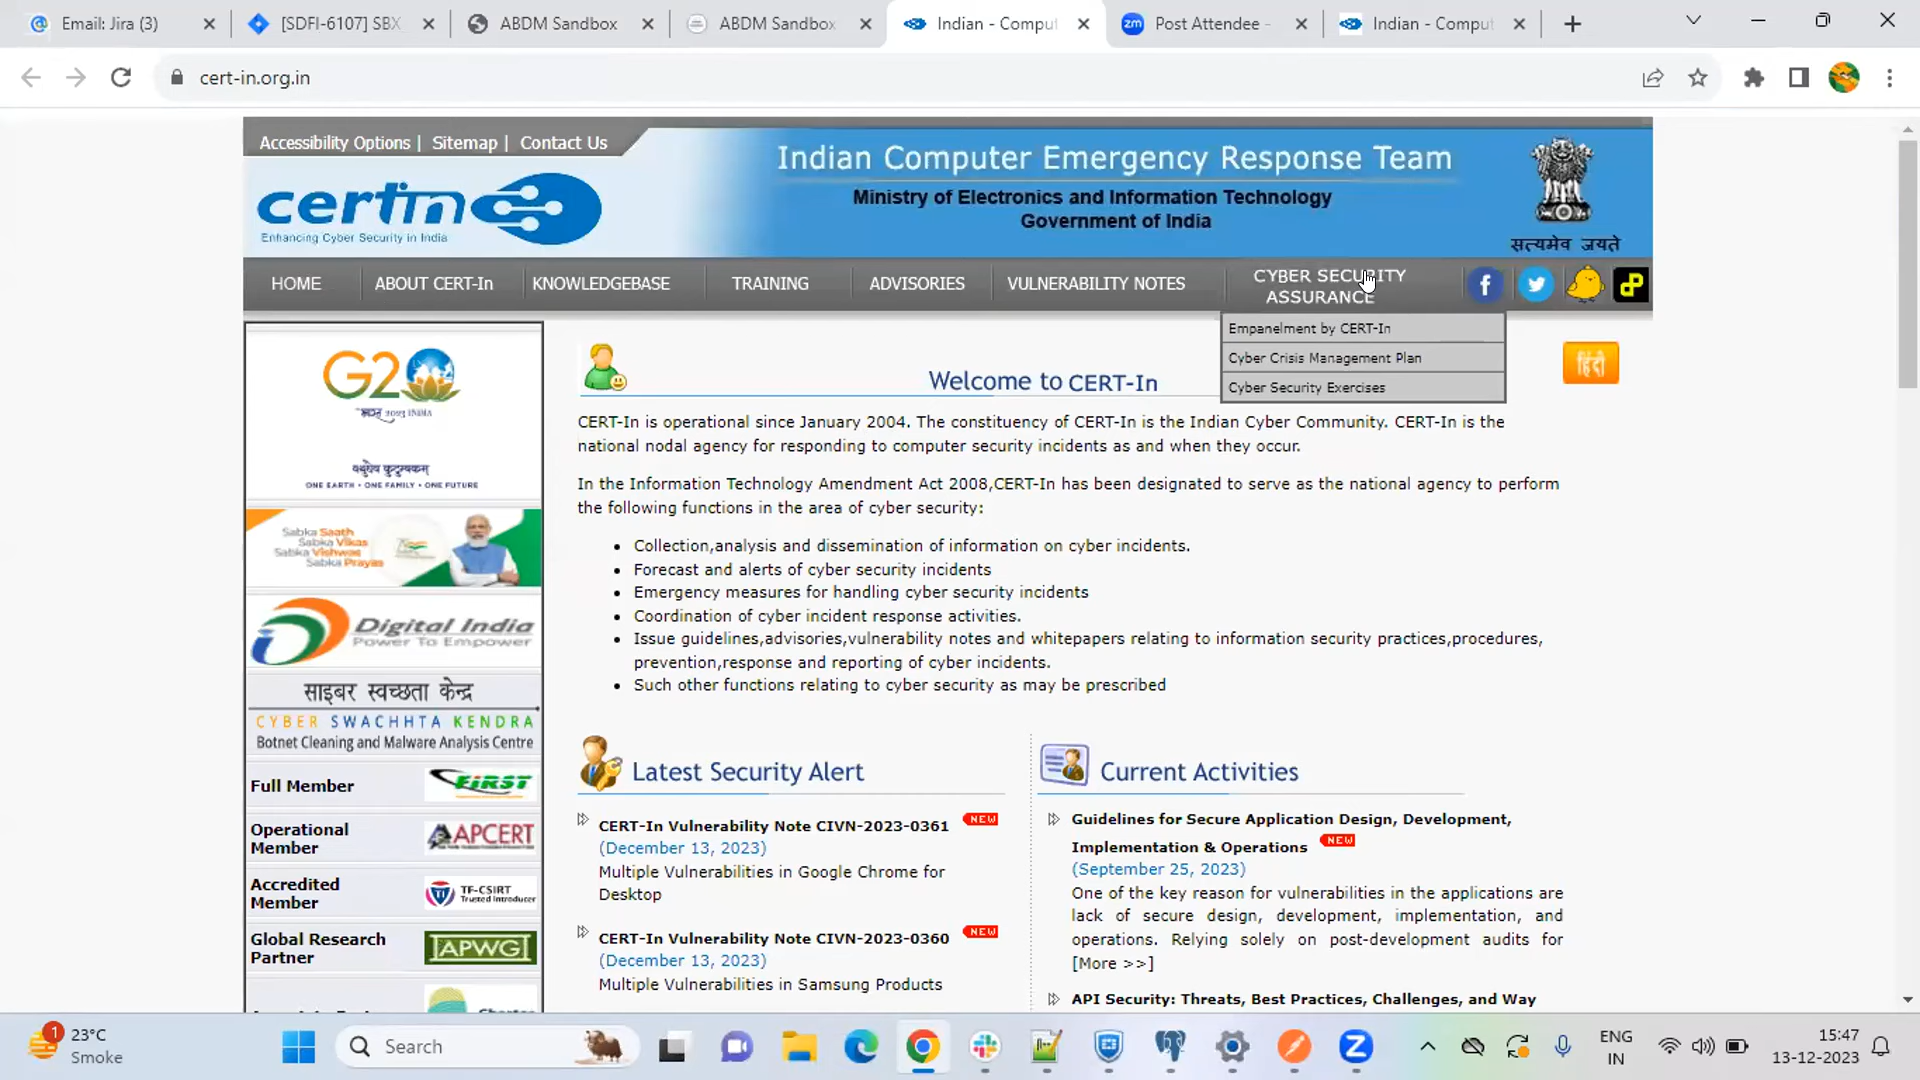 Email: Jira (3)
[SDFI-6107] SBX
ABDM Sandbox
ABDM Sandbox
Indian - Comput
zm
Post Attendee -
Indian - Comput
cert-in.org.in
Accessibility Options | Sitemap | Contact Us
Indian Computer Emergency Response Team
Ministry of Electronics and Information Technology
Government of India
certin
Enhancing Cyber Security in India
सत्यमेव जयते
HOME
ABOUT CERT-In
KNOWLEDGEBASE
TRAINING
ADVISORIES
VULNERABILITY NOTES
CYBER SECURITY
ASSURANCE
Empanelment by CERT-In
Cyber Crisis Management Plan
Cyber Security Exercises
हिंदी
G20
भारत 2023 INDIA
वसुधैव कुटुम्बकम्
ONE EARTH • ONE FAMILY • ONE FUTURE
Sabka Saath
Sabka Vikas
Sabka Vishwas
Sabka Prayas
Digital India
Power To Empower
साइबर स्वच्छता केन्द्र
CYBER SWACHHTA KENDRA
Botnet Cleaning and Malware Analysis Centre
Full Member
FIRST
Operational
Member
APCERT
Accredited
Member
TF-CSIRT
Trusted Introducer
Global Research
Partner
APWG
Welcome to CERT-In
CERT-In is operational since January 2004. The constituency of CERT-In is the Indian Cyber Community. CERT-In is the
national nodal agency for responding to computer security incidents as and when they occur.
In the Information Technology Amendment Act 2008,CERT-In has been designated to serve as the national agency to perform
the following functions in the area of cyber security:
• Collection,analysis and dissemination of information on cyber incidents.
• Forecast and alerts of cyber security incidents
• Emergency measures for handling cyber security incidents
• Coordination of cyber incident response activities.
• Issue guidelines,advisories,vulnerability notes and whitepapers relating to information security practices,procedures,
prevention,response and reporting of cyber incidents.
• Such other functions relating to cyber security as may be prescribed
Latest Security Alert
CERT-In Vulnerability Note CIVN-2023-0361 NEW
(December 13, 2023)
Multiple Vulnerabilities in Google Chrome for
Desktop
CERT-In Vulnerability Note CIVN-2023-0360 NEW
(December 13, 2023)
Multiple Vulnerabilities in Samsung Products
Current Activities
Guidelines for Secure Application Design, Development,
Implementation & Operations NEW
(September 25, 2023)
One of the key reason for vulnerabilities in the applications are
lack of secure design, development, implementation, and
operations. Relying solely on post-development audits for
[More >>]
API Security: Threats, Best Practices, Challenges, and Way
1
23°C
Smoke
Search
ENG
IN
15:47
13-12-2023